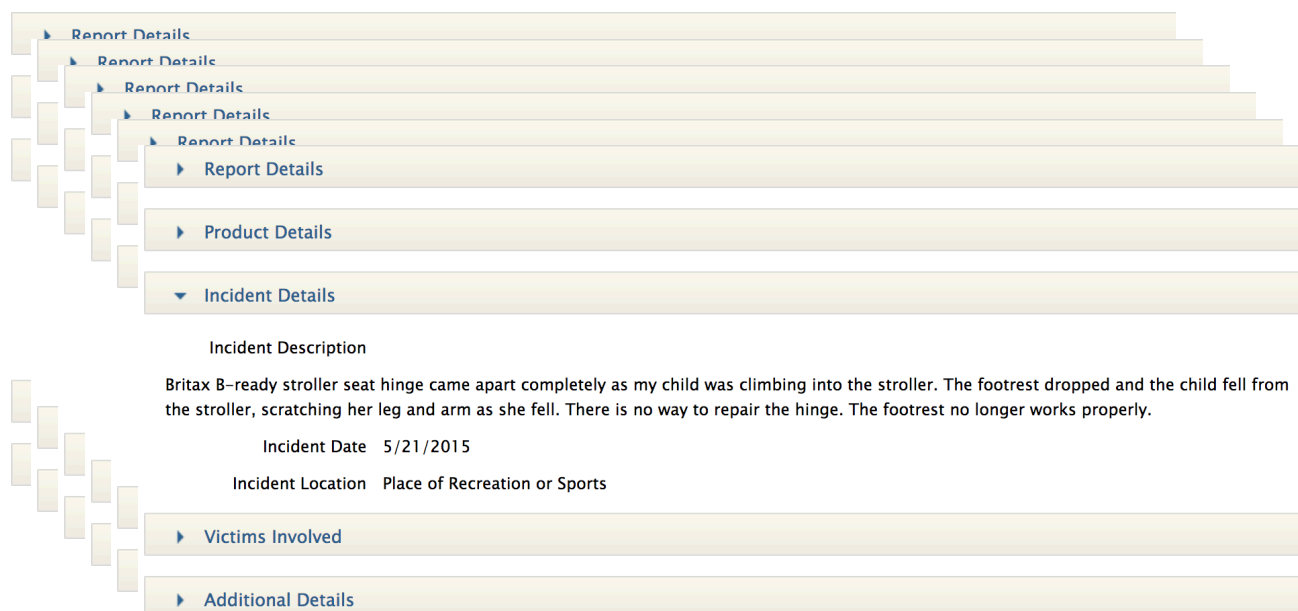 Report Details
Report Details
Report Details
Report Details
Report Details
Report Details
Product Details
Incident Details
Incident Description
Britax B-ready stroller seat hinge came apart completely as my child was climbing into the stroller. The footrest dropped and the child fell from
the stroller, scratching her leg and arm as she fell. There is no way to repair the hinge. The footrest no longer works properly.
Incident Date 5/21/2015
Incident Location Place of Recreation or Sports
Victims Involved
Additional Details